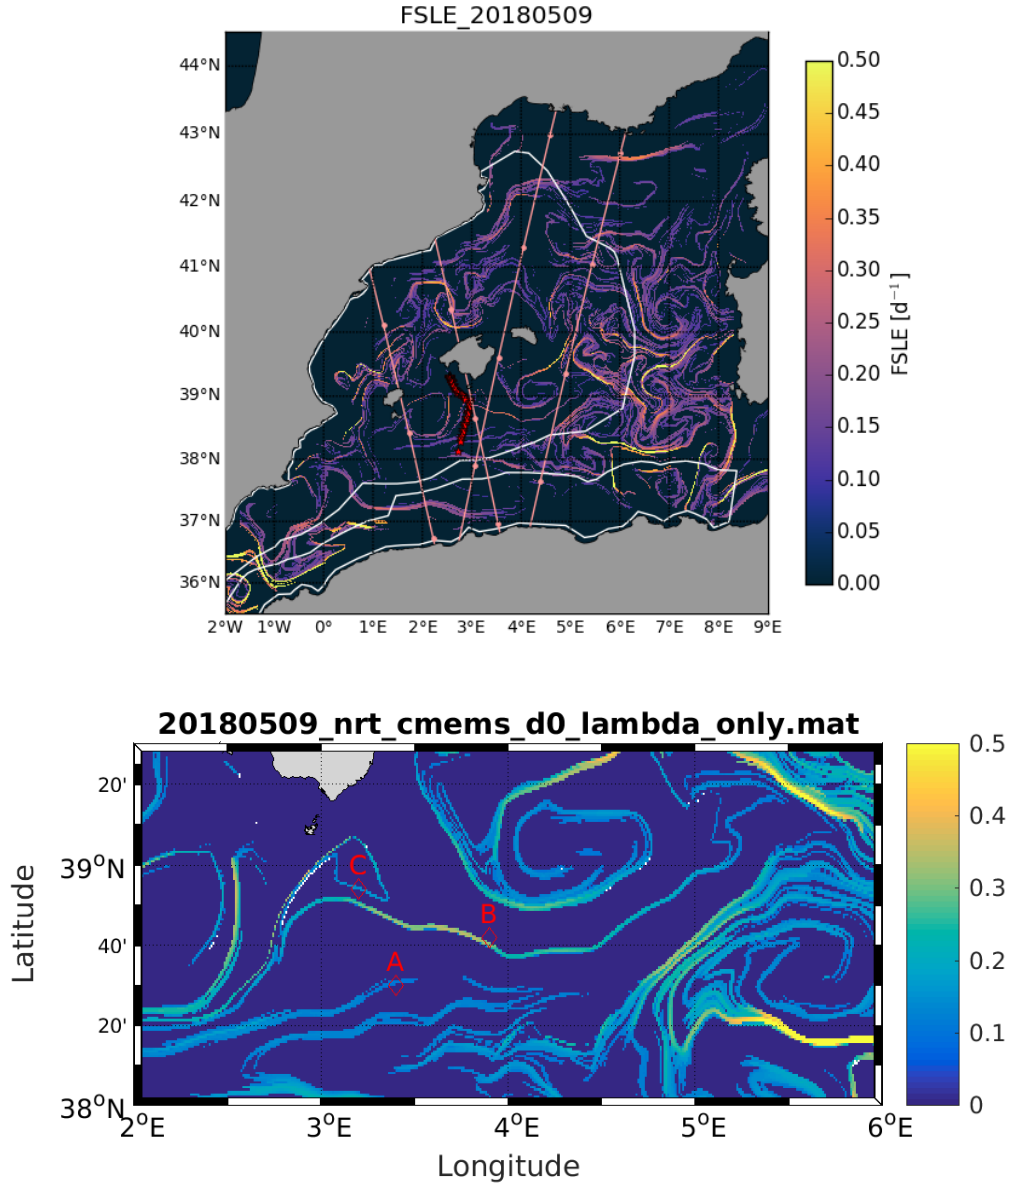 FSLE_20180509
44°N
43°N
42°N
41°N
40°N
39°N
38°N
37°N
36°N
2°W 1°W 0° 1°E 2°E 3°E 4°E 5°E 6°E 7°E 8°E 9°E
0.50
0.45
0.40
0.35
0.30
0.25
0.20
0.15
0.10
0.05
0.00
FSLE [d⁻¹]
20180509_nrt_cmems_d0_lambda_only.mat
20'
39°N
40'
20'
38°N
Latitude
C
B
A
2°E 3°E 4°E 5°E 6°E
Longitude
0.5
0.4
0.3
0.2
0.1
0